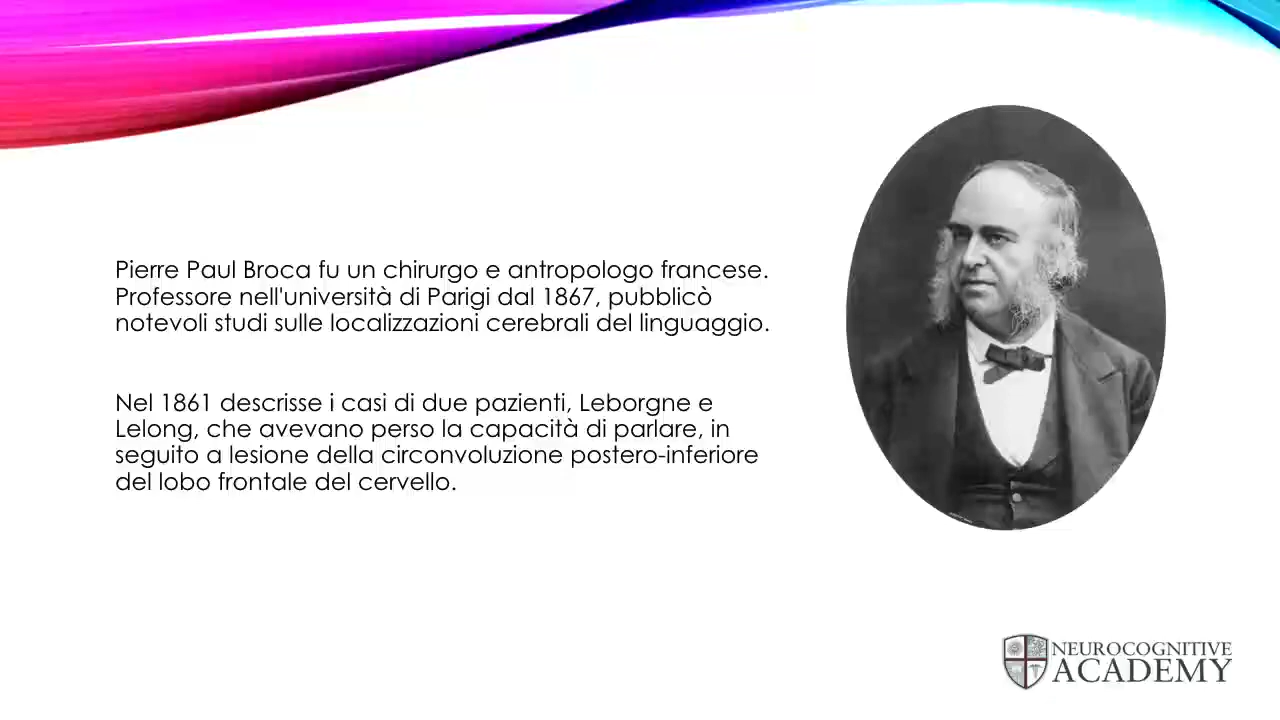 Pierre Paul Broca fu un chirurgo e antropologo francese.
Professore nell'università di Parigi dal 1867, pubblicò
notevoli studi sulle localizzazioni cerebrali del linguaggio.
Nel 1861 descrisse i casi di due pazienti, Leborgne e
Lelong, che avevano perso la capacità di parlare, in
seguito a lesione della circonvoluzione postero-inferiore
del lobo frontale del cervello.
NEUROCOGNITIVE
ACADEMY